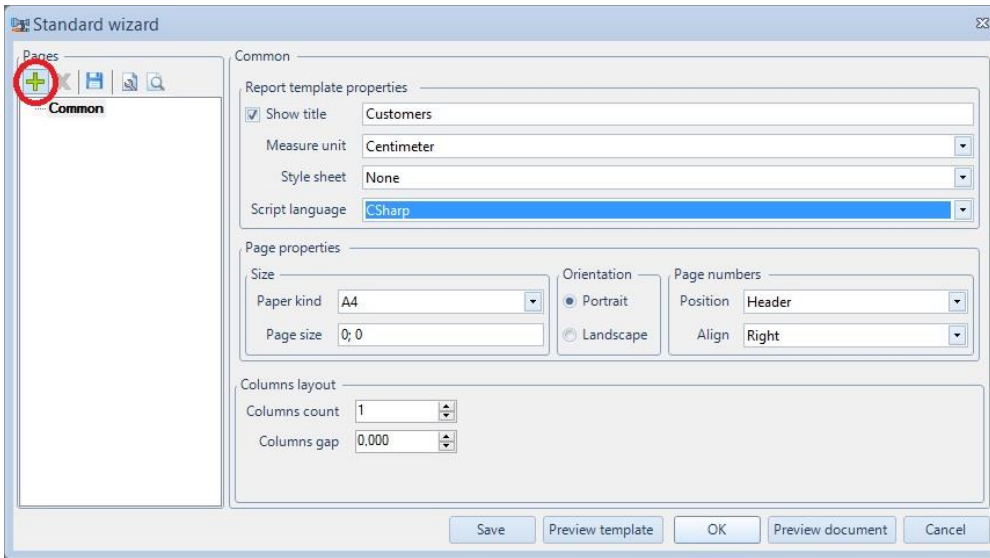 Standard wizard
Pages
Common
Common
Report template properties
Show title Customers
Measure unit Centimeter
Style sheet None
Script language CSharp
Page properties
Size
Paper kind A4
Page size 0; 0
Orientation
Portrait
Landscape
Page numbers
Position Header
Align Right
Columns layout
Columns count 1
Columns gap 0,000
Save Preview template OK Preview document Cancel